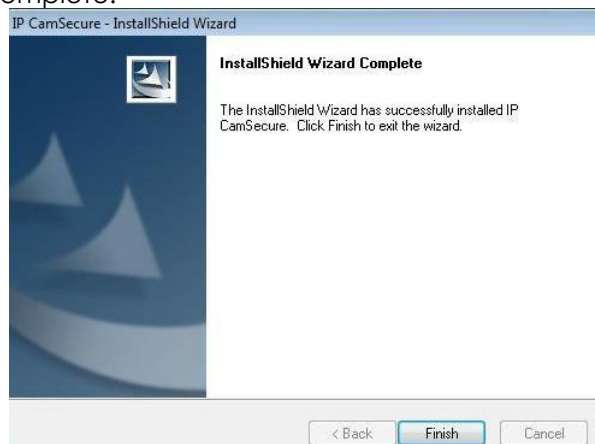 omplete.
IP CamSecure - InstallShield Wizard
InstallShield Wizard Complete
The InstallShield Wizard has successfully installed IP
CamSecure. Click Finish to exit the wizard.
< Back Finish Cancel